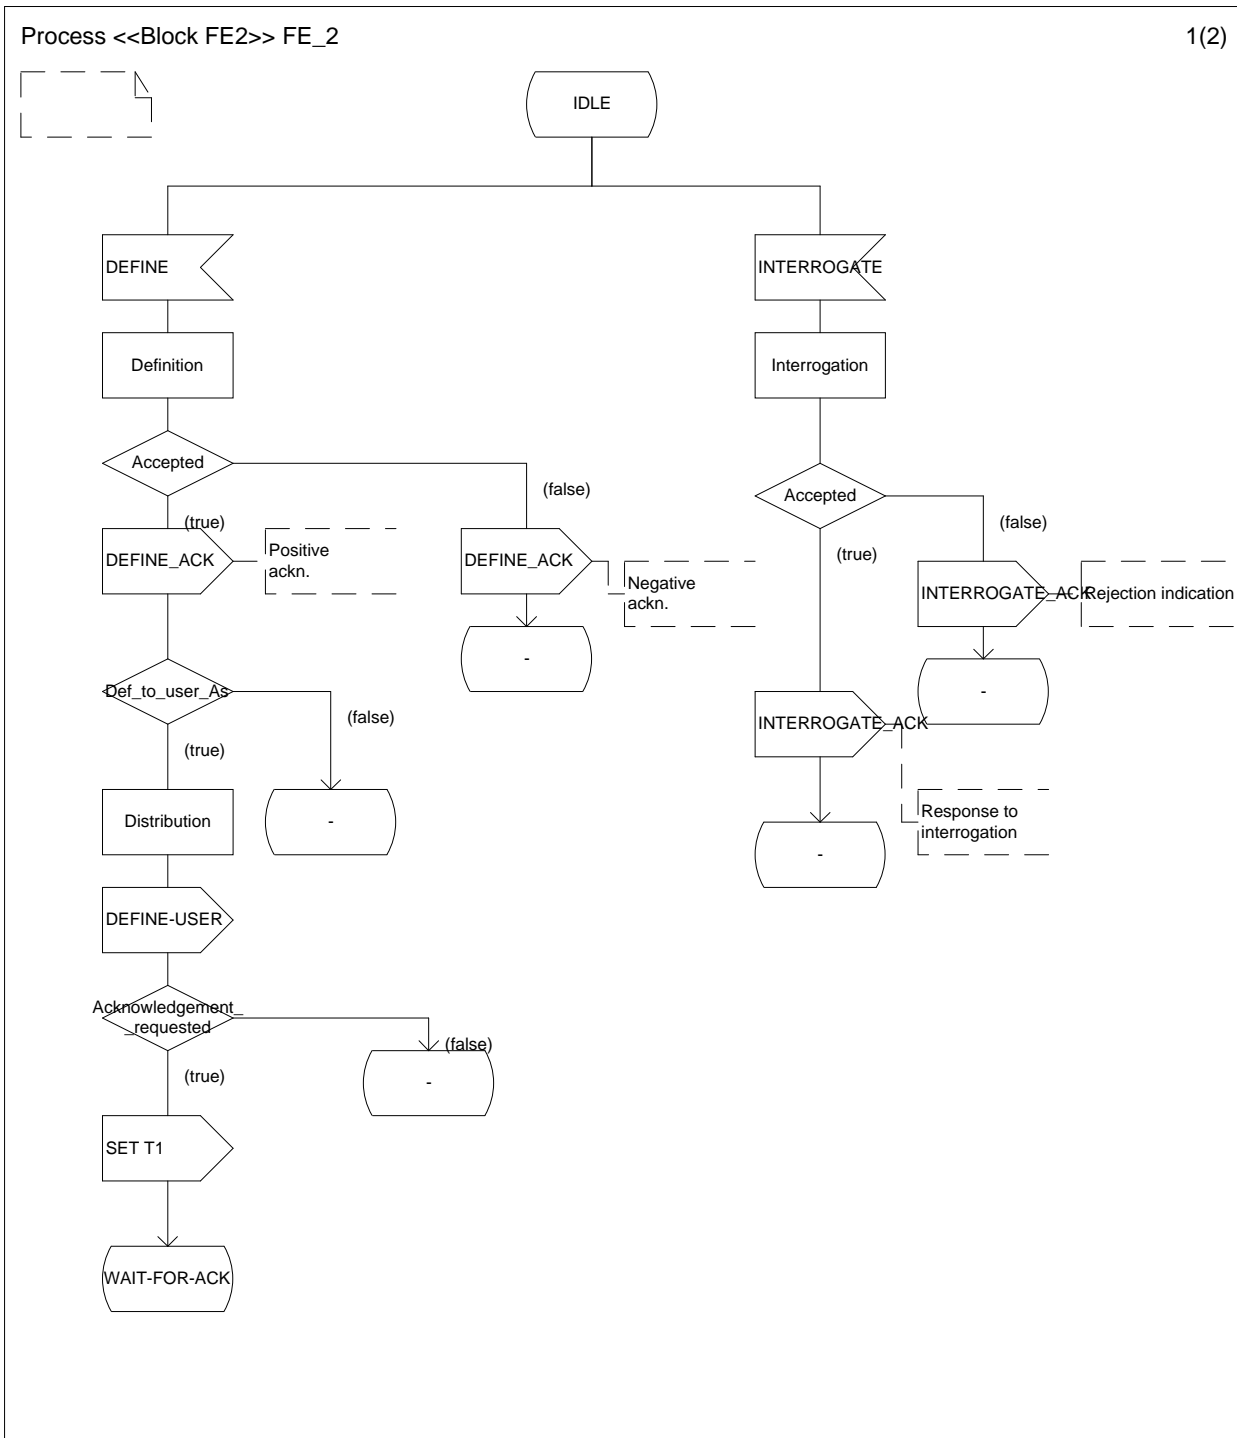 Process <<Block FE2>> FE_2
1(2)
IDLE
DEFINE
INTERROGATE
Definition
Interrogation
Accepted
(false)
Accepted
(false)
(true)
(true)
DEFINE_ACK
Positive
ackn.
DEFINE_ACK
Negative
ackn.
INTERROGATE_ACK
Rejection indication
-
-
Def_to_user_As
(false)
(true)
INTERROGATE_ACK
Distribution
-
Response to
interrogation
-
DEFINE-USER
Acknowledgement_
_requested
(false)
(true)
-
SET T1
WAIT-FOR-ACK